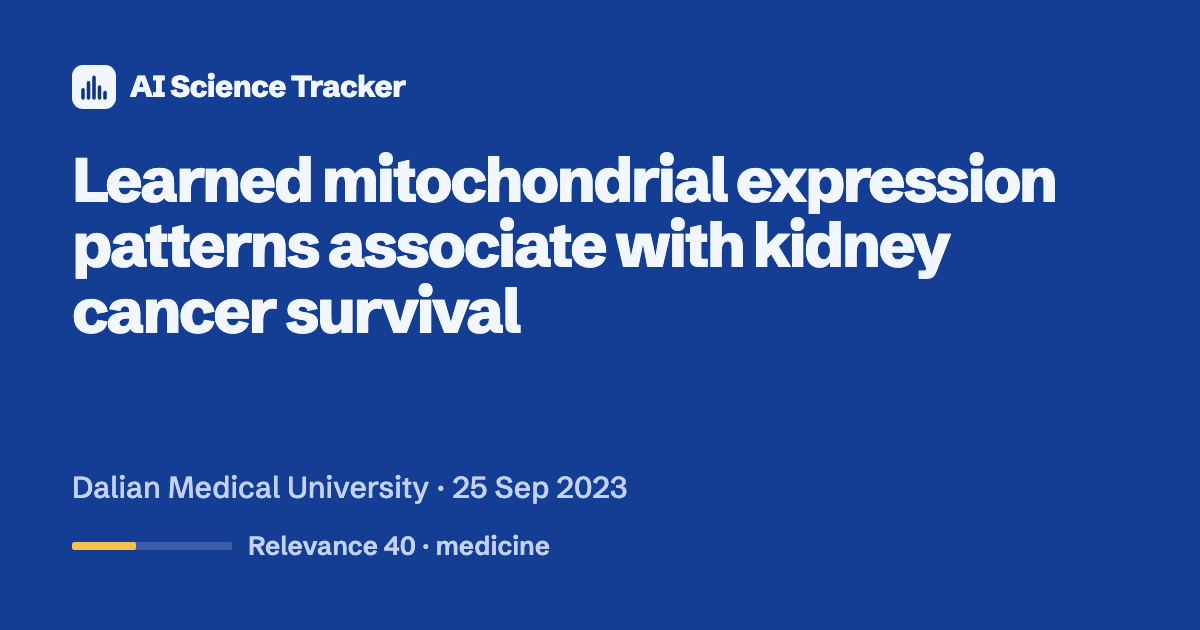 AI Science Tracker
Learned mitochondrial expression
patterns associate with kidney
cancer survival
Dalian Medical University · 25 Sep 2023
Relevance 40 · medicine